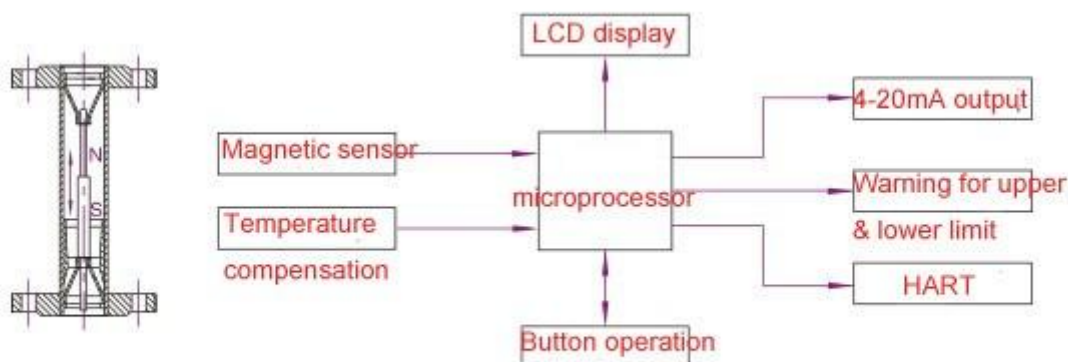 LCD display
4-20mA output
N
Magnetic sensor
microprocessor
Warning for upper
& lower limit
S
Temperature
compensation
HART
Button operation